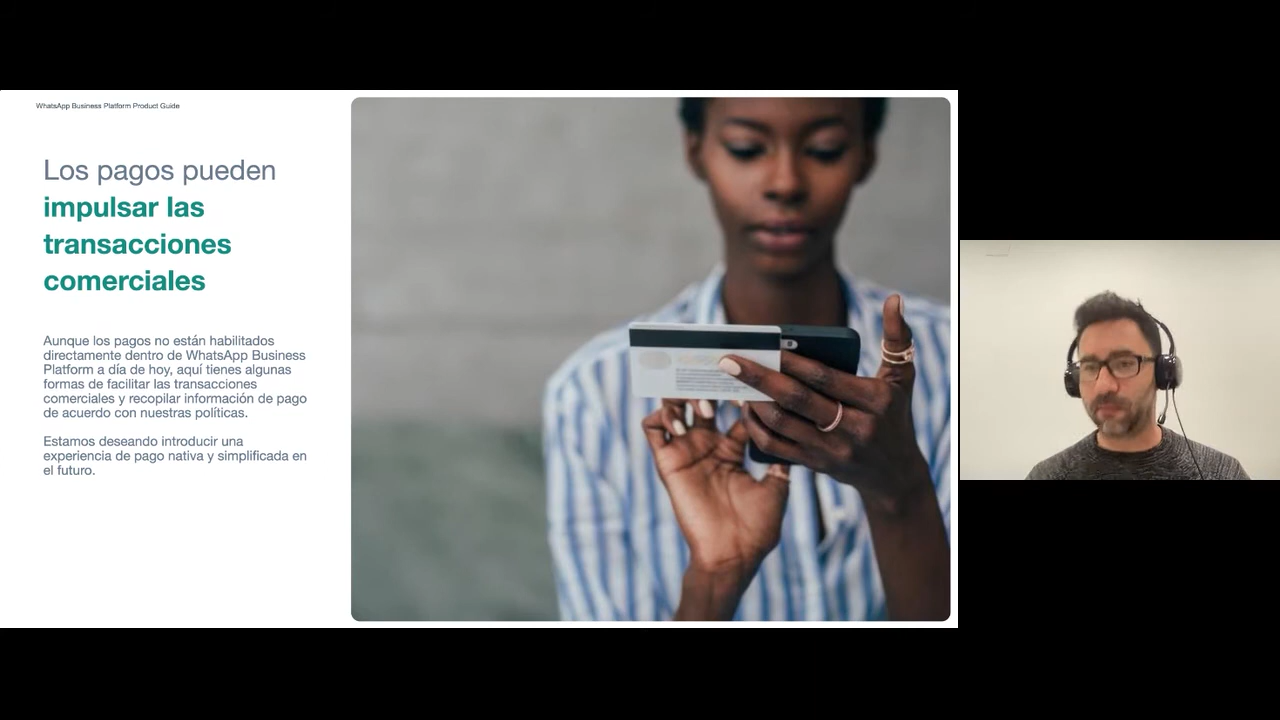 WhatsApp Business Platform Product Guide
Los pagos pueden
impulsar las
transacciones
comerciales
Aunque los pagos no están habilitados
directamente dentro de WhatsApp Business
Platform a día de hoy, aquí tienes algunas
formas de facilitar las transacciones
comerciales y recopilar información de pago
de acuerdo con nuestras políticas.
Estamos deseando introducir una
experiencia de pago nativa y simplificada en
el futuro.